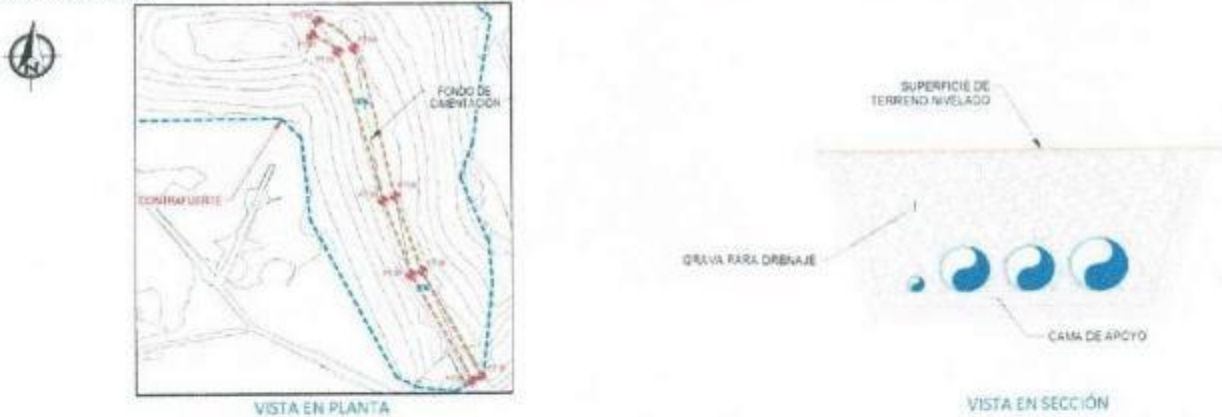 N
FONDO DE
CIMENTACIÓN
CONTRAFUERTE
VISTA EN PLANTA
SUPERFICIE DE
TERRENO NIVELADO
GRAVA PARA DRENAJE
CAMA DE APOYO
VISTA EN SECCIÓN